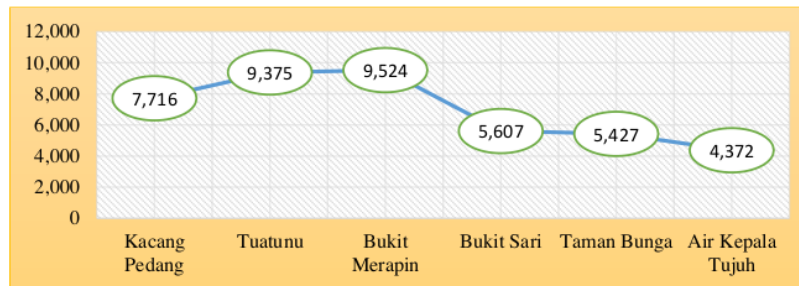 12,000
10,000
8,000
6,000
4,000
2,000
0
7,716
9,375
9,524
5,607
5,427
4,372
Kacang
Pedang
Tuatunu
Bukit
Merapin
Bukit Sari
Taman Bunga
Air Kepala
Tujuh